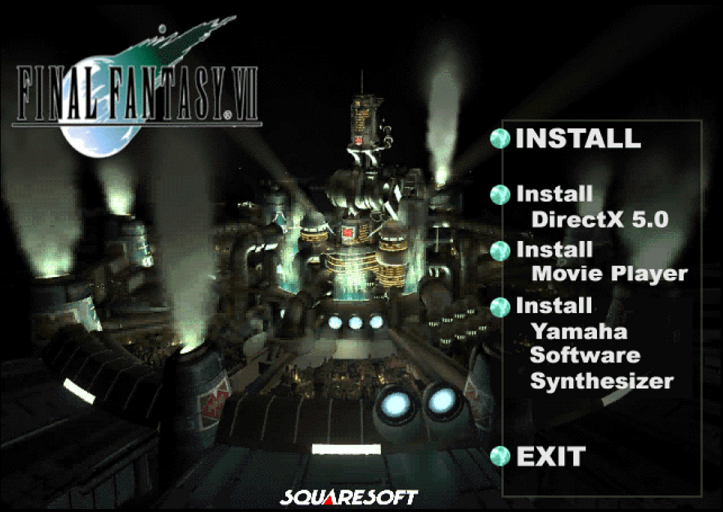 FINAL FANTASY VII
INSTALL
Install
DirectX 5.0
Install
Movie Player
Install
Yamaha
Software
Synthesizer
EXIT
SQUARESOFT